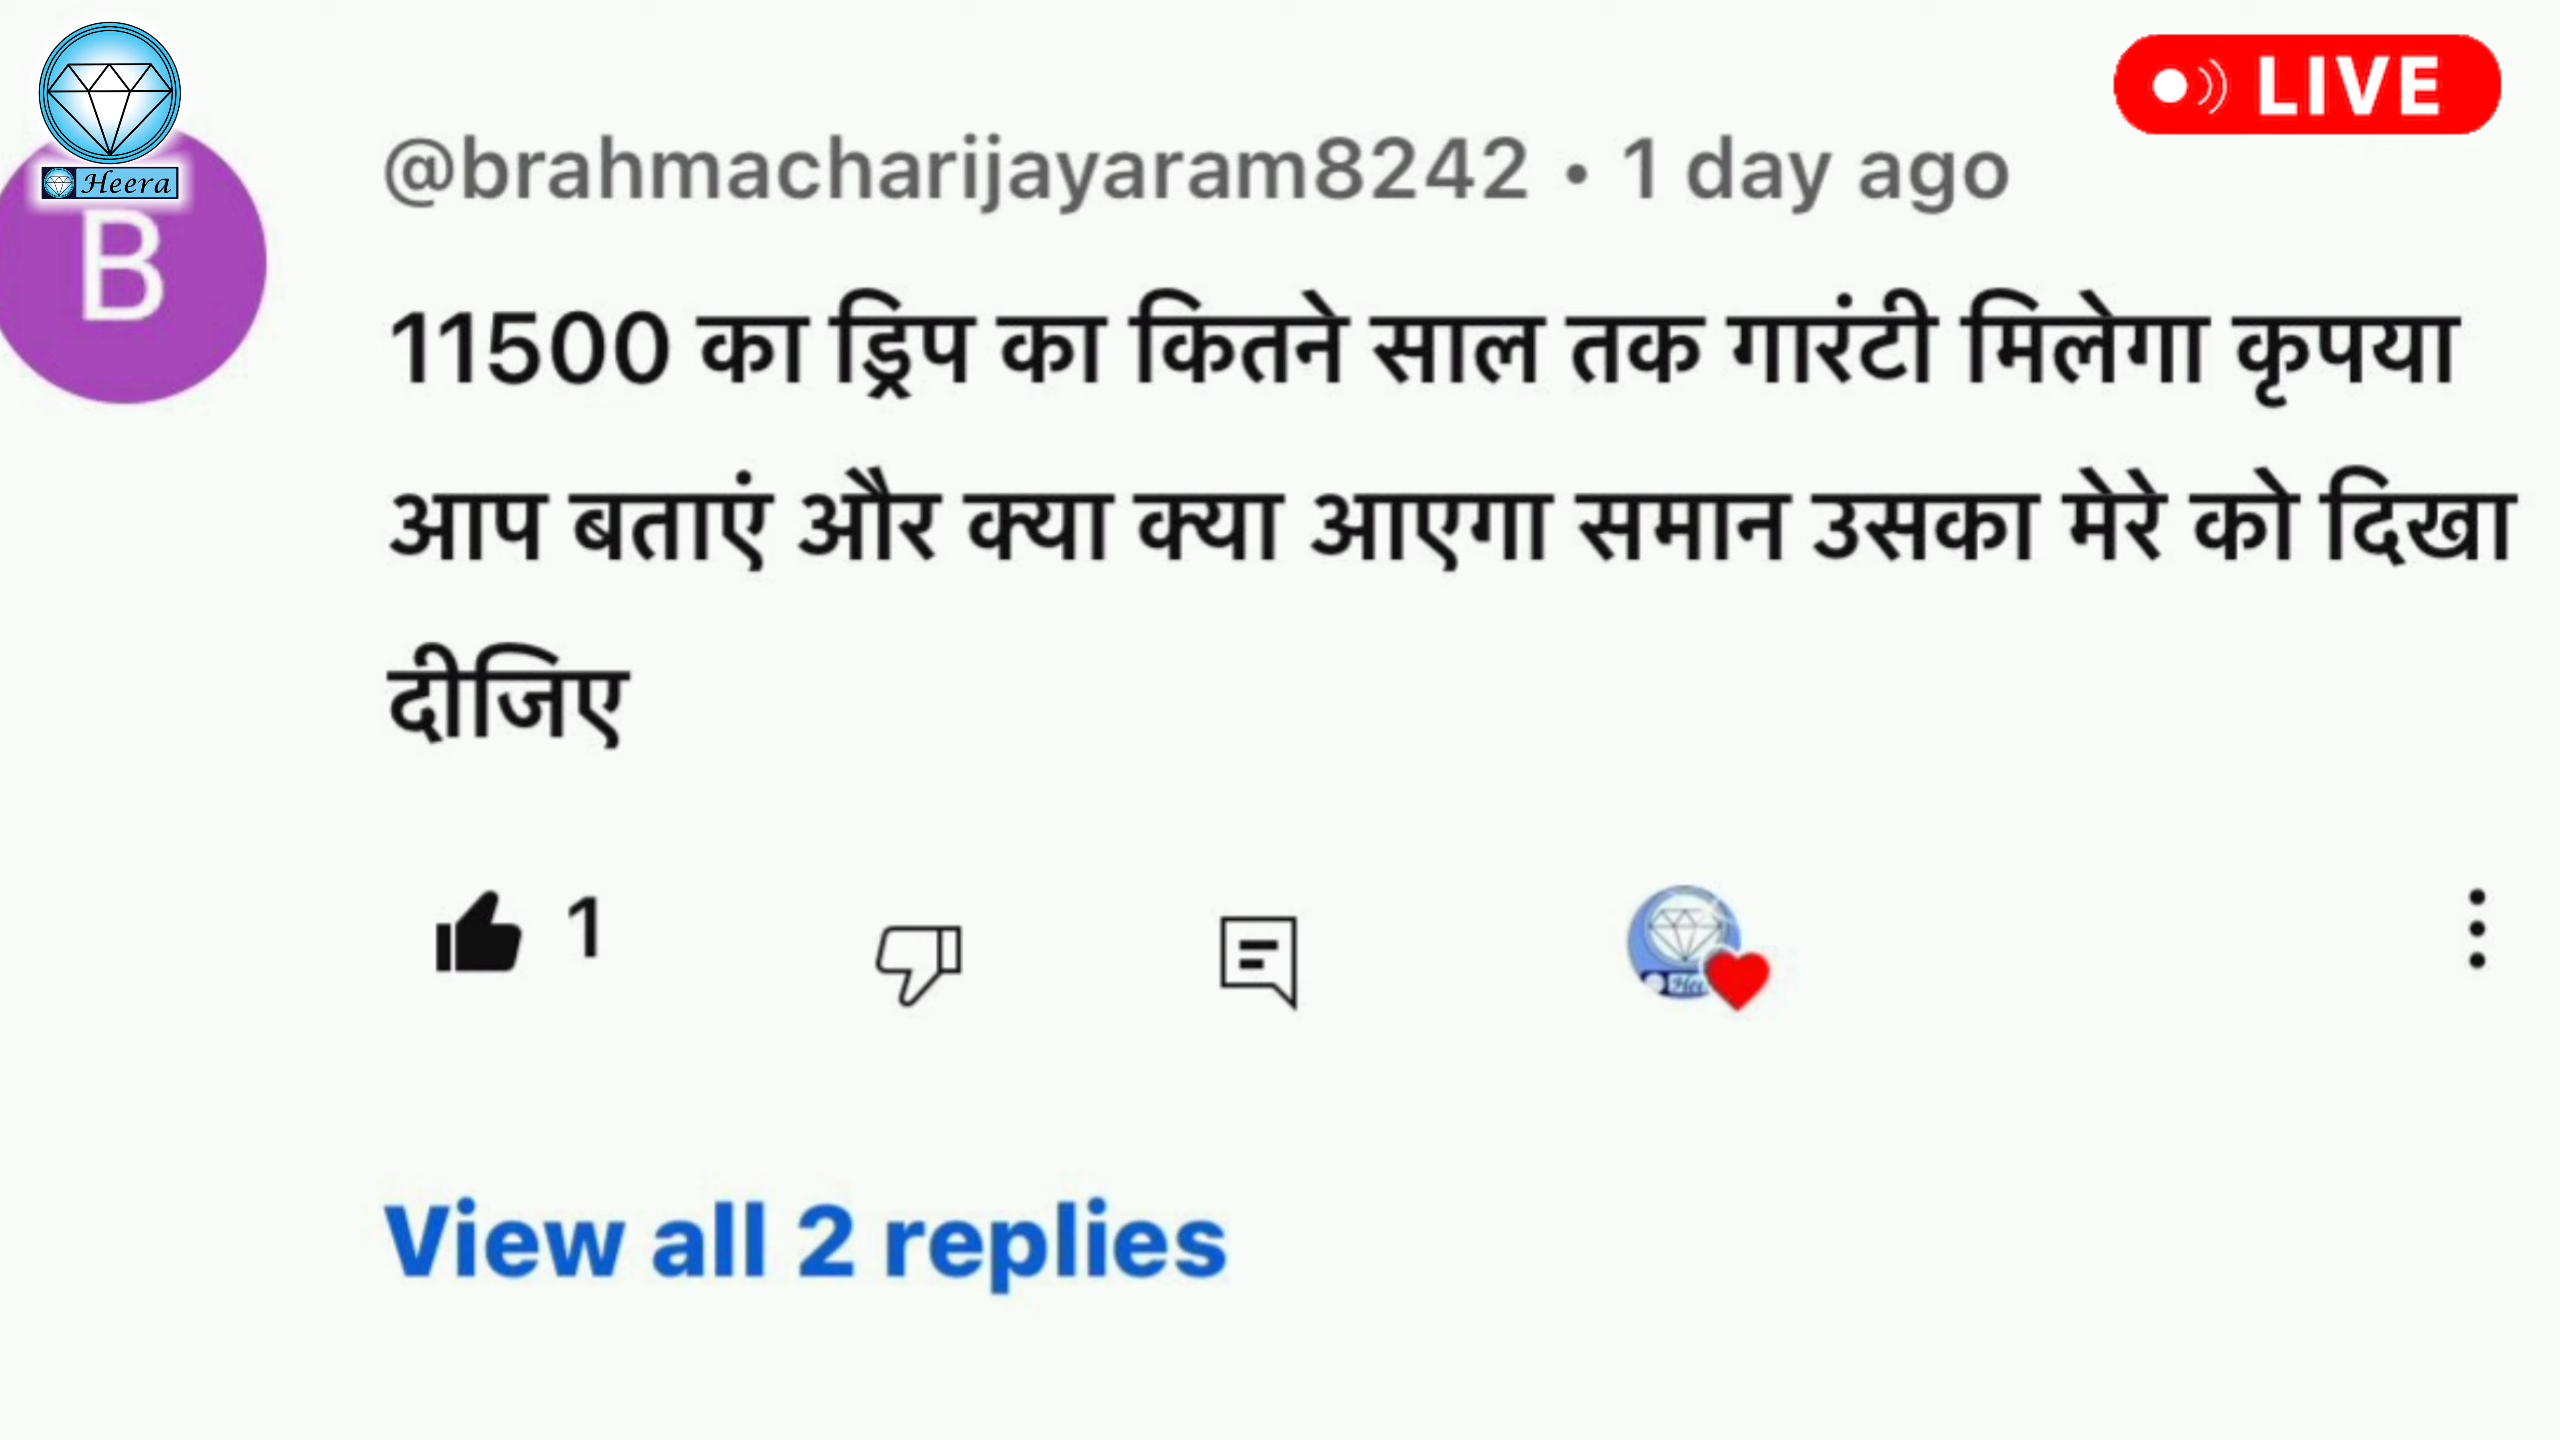 Heera
LIVE
B
@brahmacharijayaram8242 • 1 day ago
11500 का ड्रिप का कितने साल तक गारंटी मिलेगा कृपया
आप बताएं और क्या क्या आएगा समान उसका मेरे को दिखा
दीजिए
1
View all 2 replies